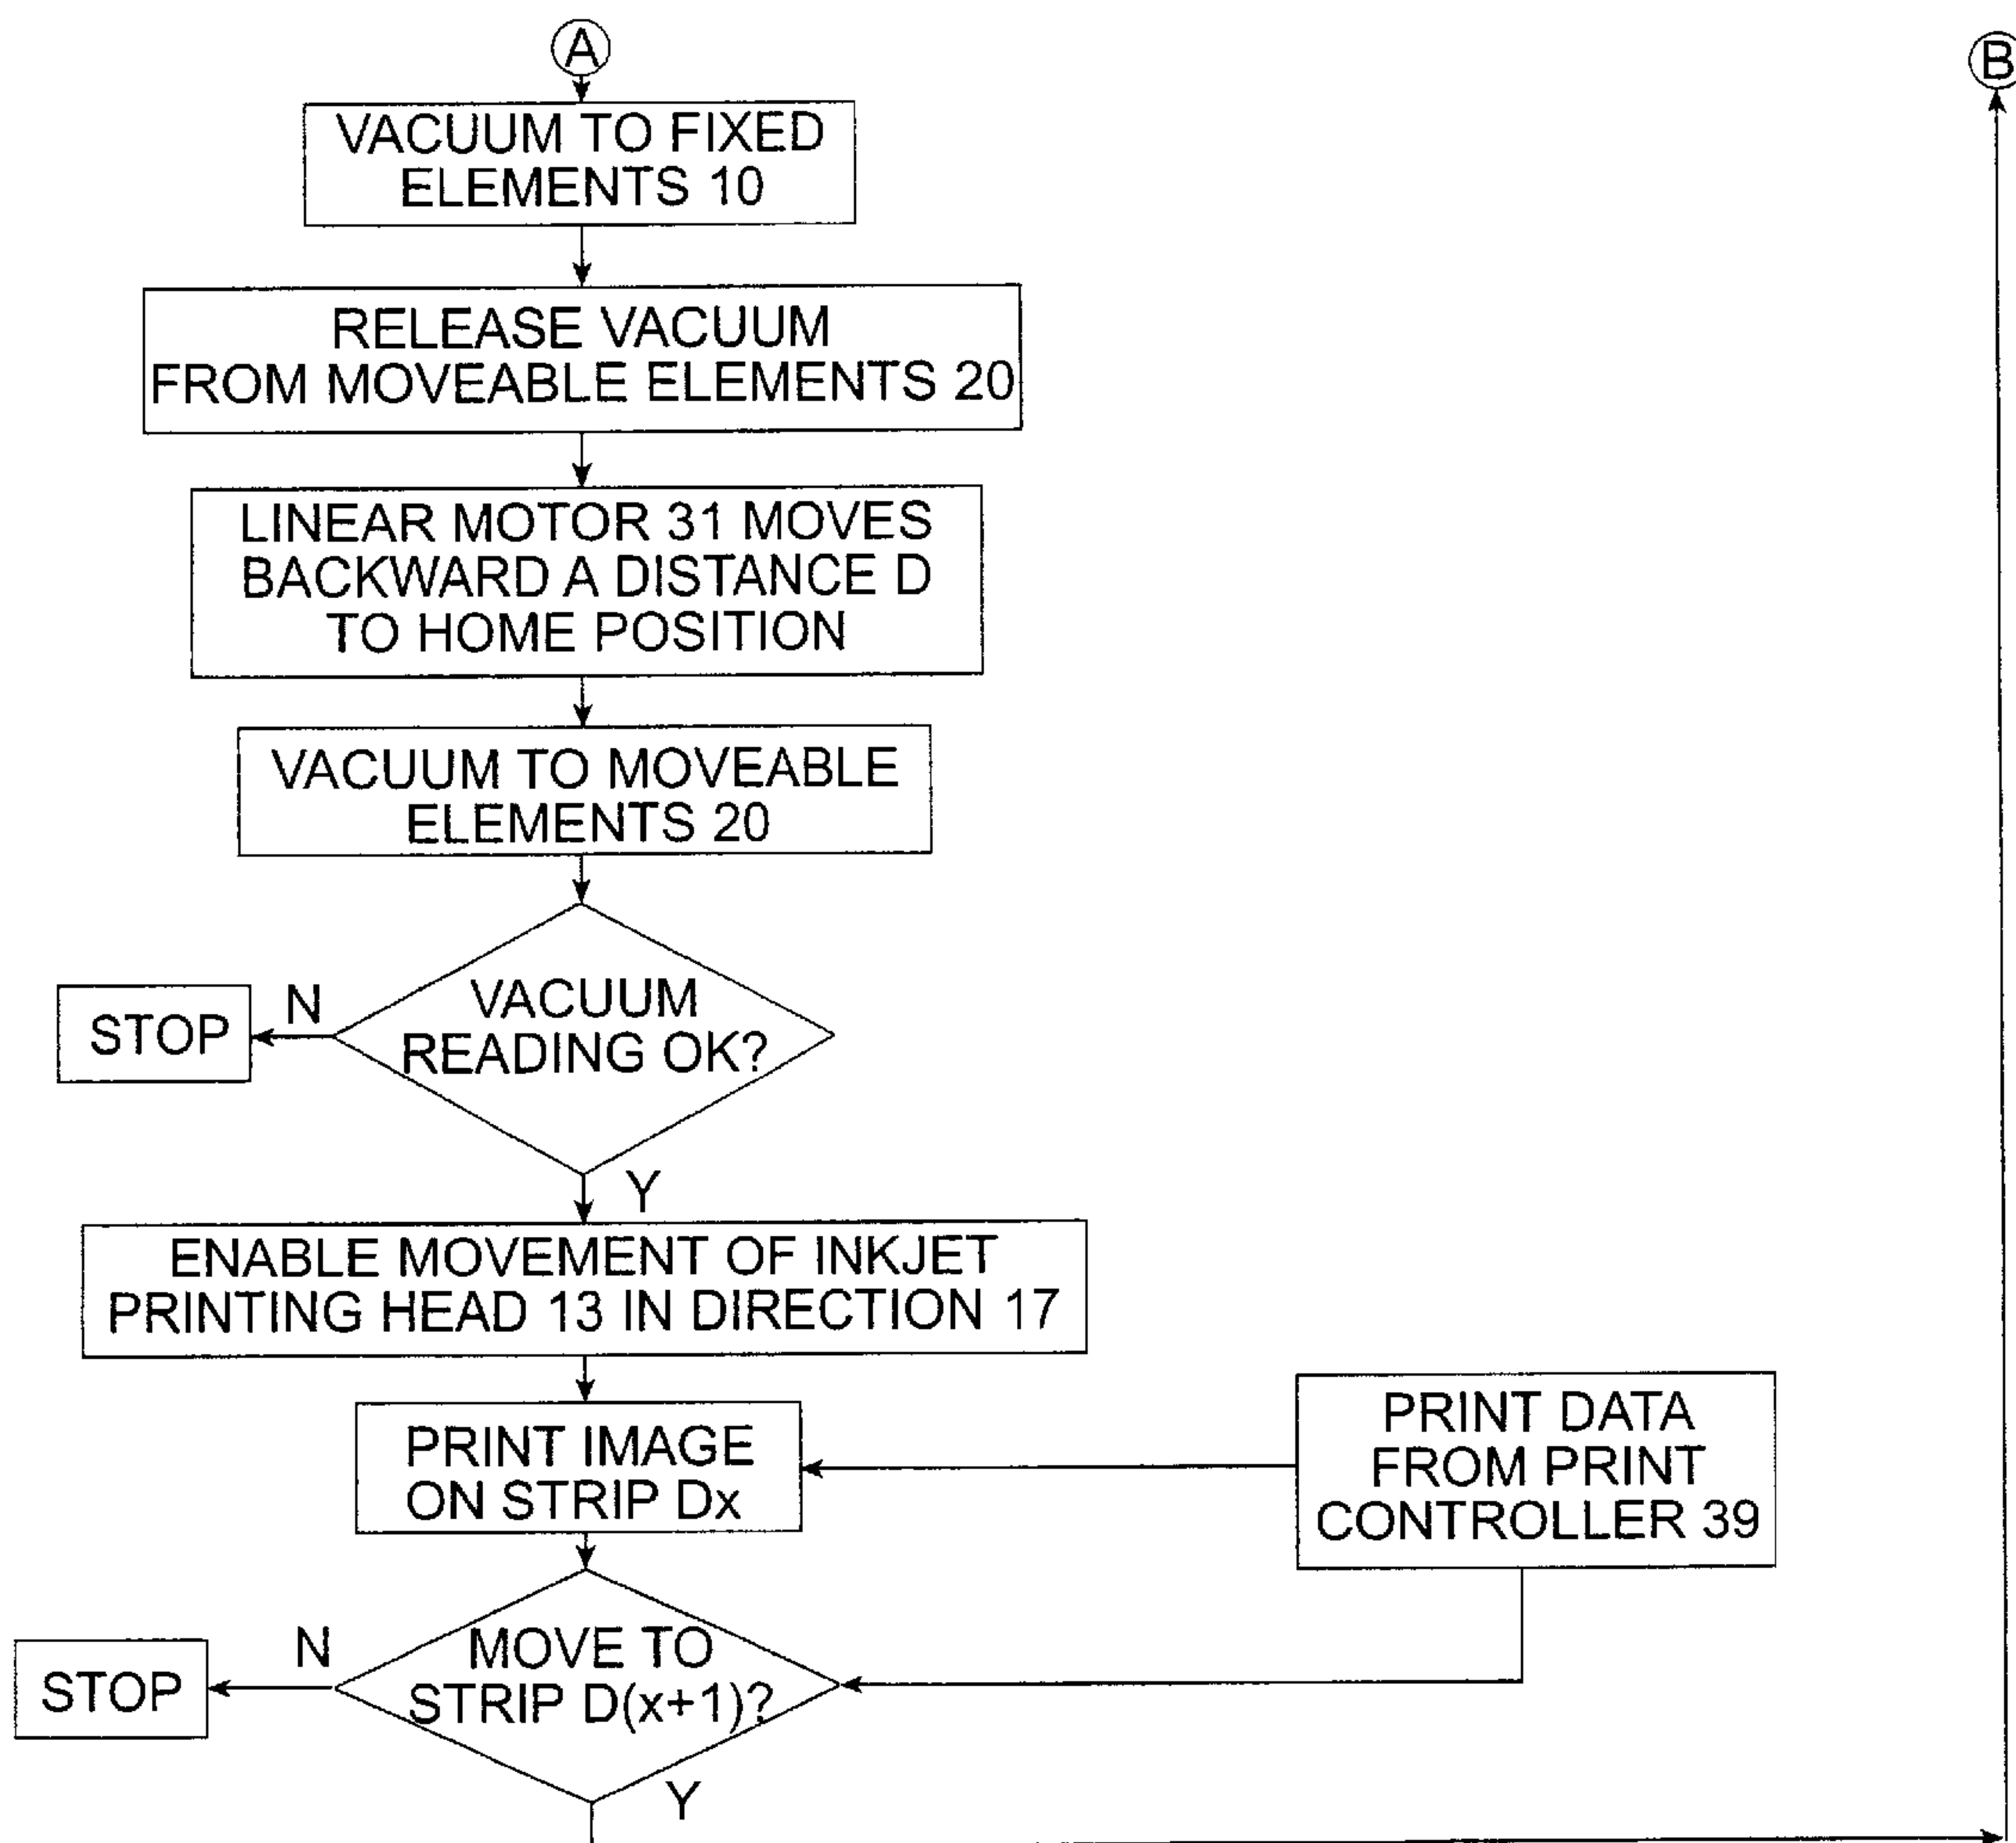 A
B
VACUUM TO FIXED
ELEMENTS 10
RELEASE VACUUM
FROM MOVEABLE ELEMENTS 20
LINEAR MOTOR 31 MOVES
BACKWARD A DISTANCE D
TO HOME POSITION
VACUUM TO MOVEABLE
ELEMENTS 20
VACUUM
READING OK?
N
STOP
Y
ENABLE MOVEMENT OF INKJET
PRINTING HEAD 13 IN DIRECTION 17
PRINT IMAGE
ON STRIP Dx
PRINT DATA
FROM PRINT
CONTROLLER 39
MOVE TO
STRIP D(x+1)?
N
STOP
Y